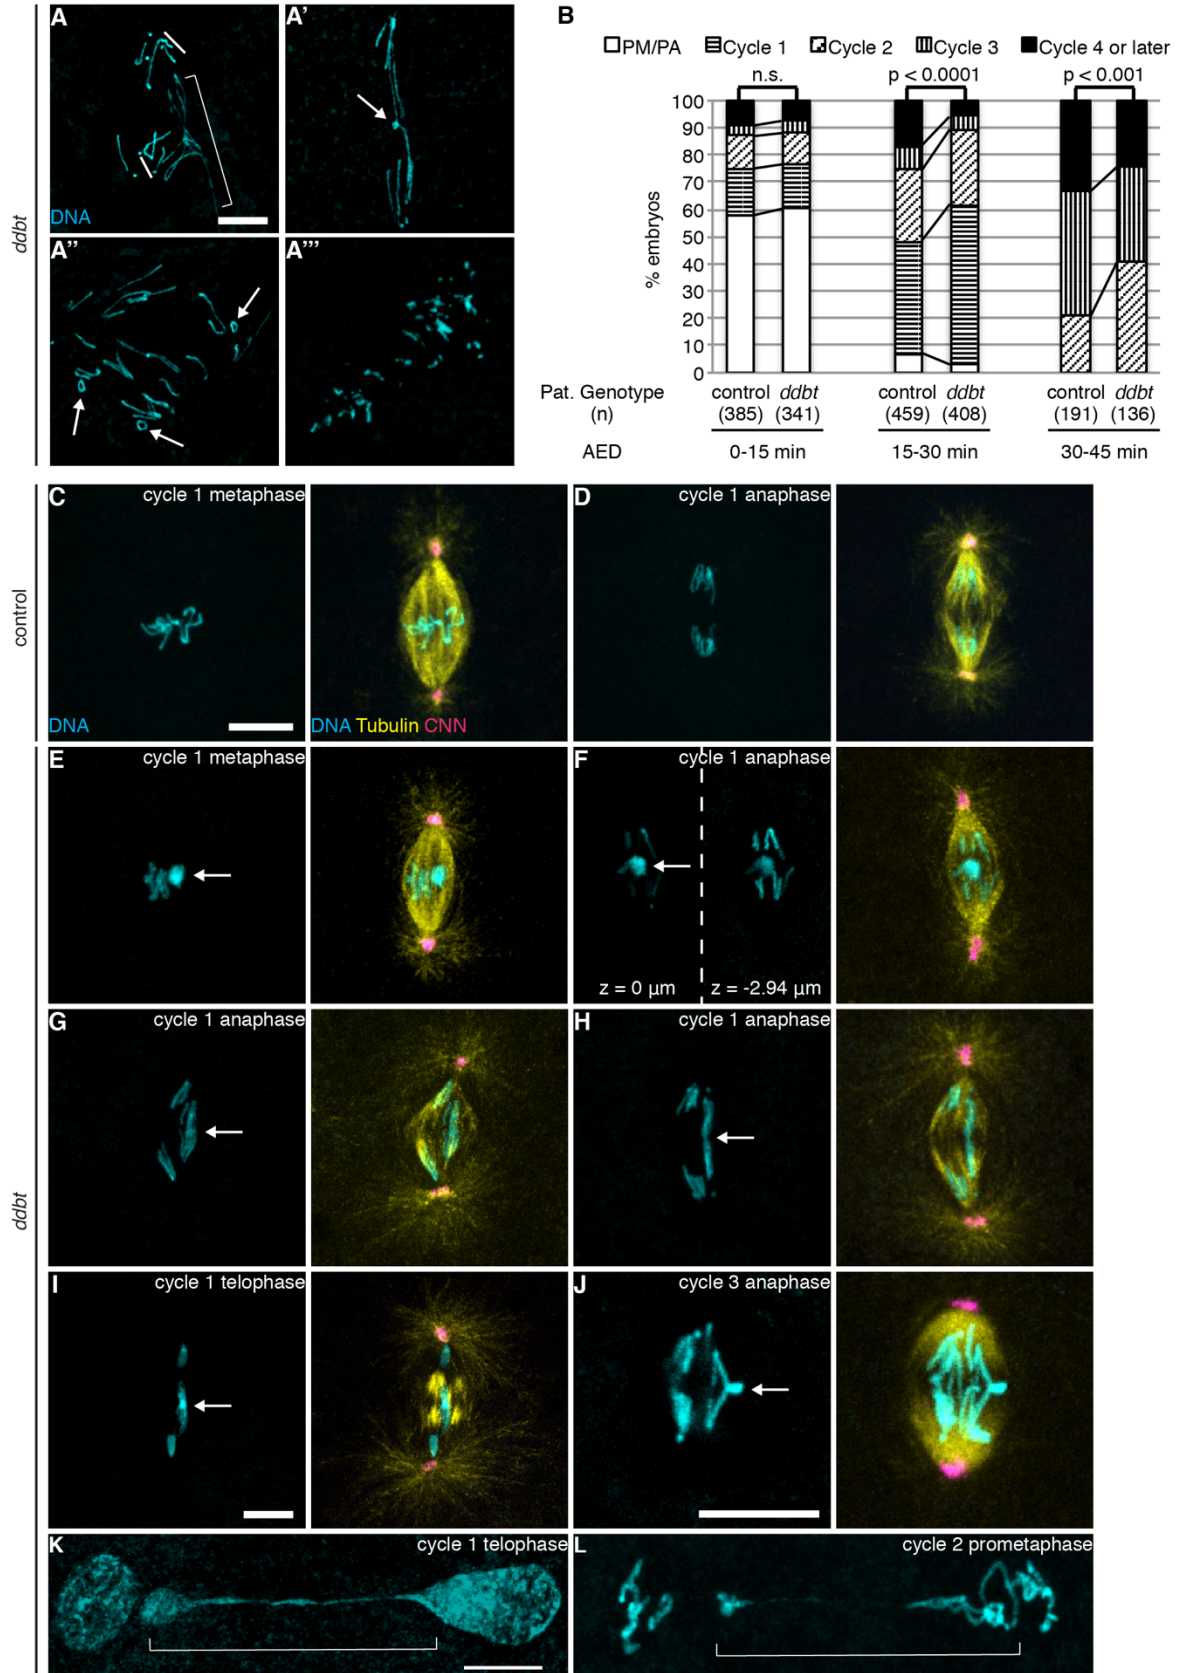 A
A'
DNA
A''
A'''
ddbt
B
PM/PA Cycle 1 Cycle 2 Cycle 3 Cycle 4 or later
n.s. p < 0.0001 p < 0.001
100
90
80
70
60
50
40
30
20
10
0
% embryos
Pat. Genotype control ddbt control ddbt control ddbt
(n) (385) (341) (459) (408) (191) (136)
AED 0-15 min 15-30 min 30-45 min
control
C cycle 1 metaphase
DNA
DNA Tubulin CNN
D cycle 1 anaphase
ddbt
E cycle 1 metaphase
F cycle 1 anaphase
z = 0 µm z = -2.94 µm
G cycle 1 anaphase
H cycle 1 anaphase
I cycle 1 telophase
J cycle 3 anaphase
K cycle 1 telophase
L cycle 2 prometaphase